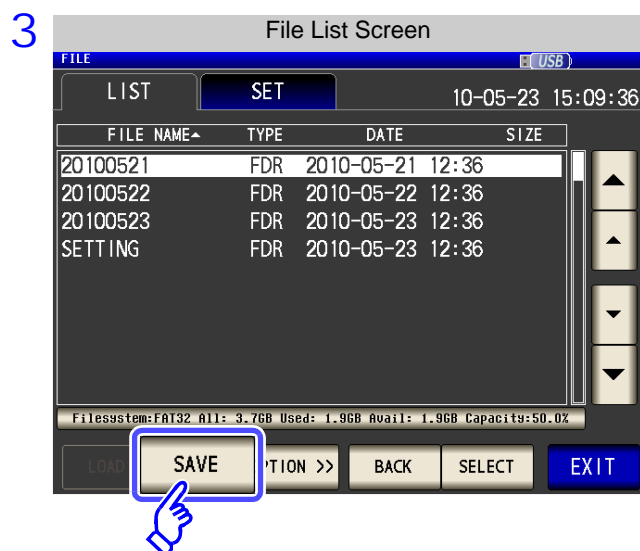 3
File List Screen
FILE USB
LIST SET 10-05-23 15:09:36
FILE NAME▲ TYPE DATE SIZE
20100521 FDR 2010-05-21 12:36
20100522 FDR 2010-05-22 12:36
20100523 FDR 2010-05-23 12:36
SETTING FDR 2010-05-23 12:36
Filesystem:FAT32 All: 3.7GB Used: 1.9GB Avail: 1.9GB Capacity:50.0%
LOAD SAVE PTION >> BACK SELECT EXIT